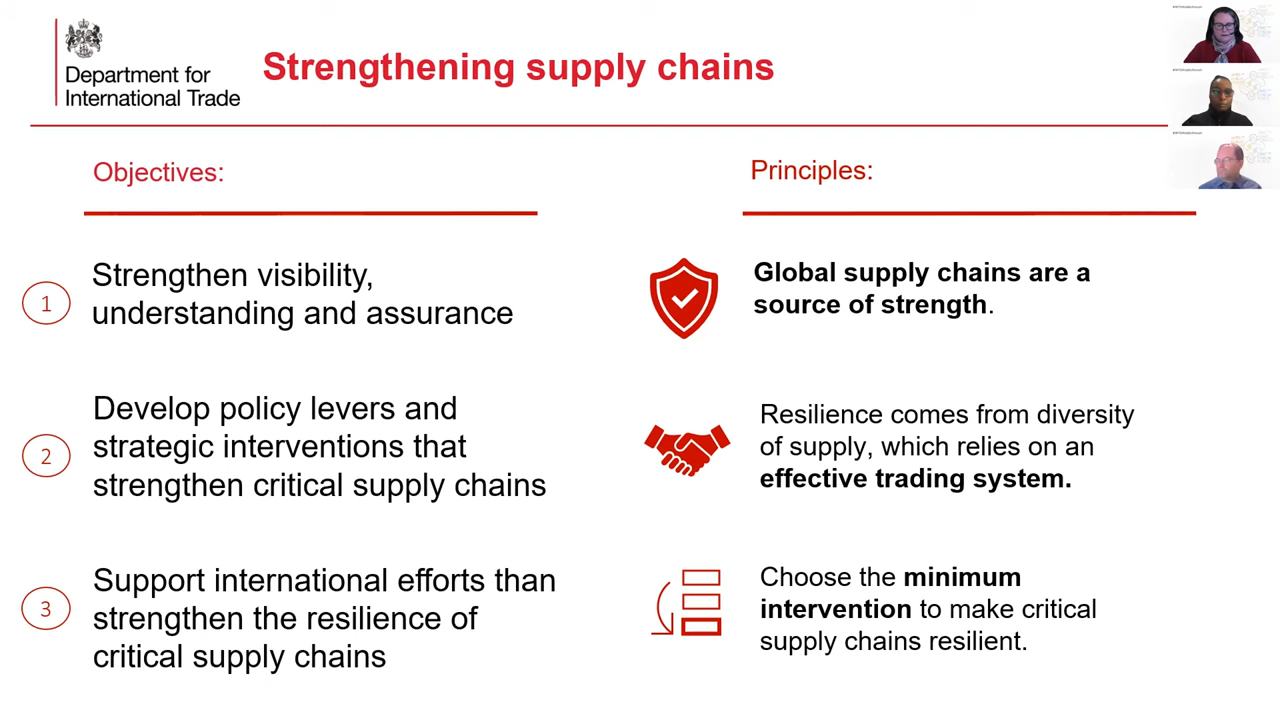 Department for
International Trade
Strengthening supply chains
Objectives:
1
Strengthen visibility,
understanding and assurance
2
Develop policy levers and
strategic interventions that
strengthen critical supply chains
3
Support international efforts than
strengthen the resilience of
critical supply chains
Principles:
Global supply chains are a
source of strength.
Resilience comes from diversity
of supply, which relies on an
effective trading system.
Choose the minimum
intervention to make critical
supply chains resilient.